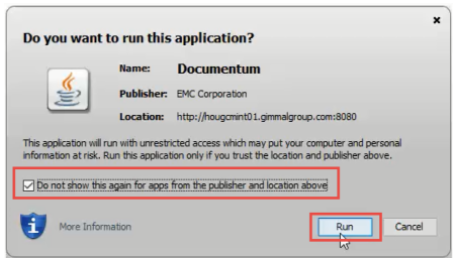 Do you want to run this application?
Name: Documentum
Publisher: EMC Corporation
Location: http://hougcmint01.gimmalgroup.com:8080
This application will run with unrestricted access which may put your computer and personal
information at risk. Run this application only if you trust the location and publisher above.
Do not show this again for apps from the publisher and location above
More Information
Run
Cancel